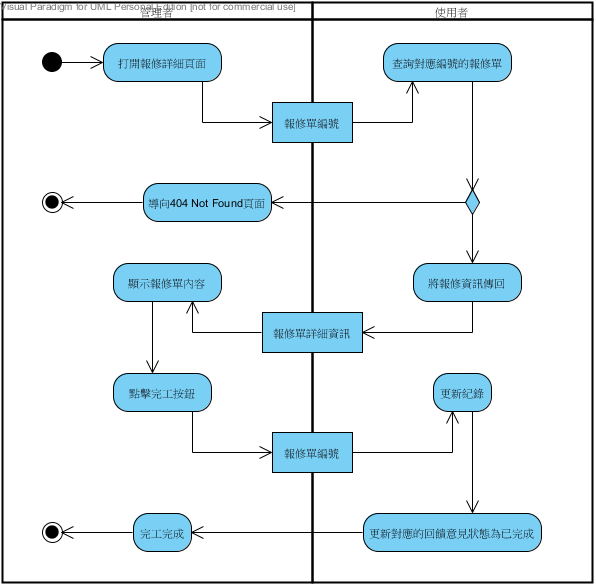 Visual Paradigm for UML Personal Edition [not for commercial use]
管理者
使用者
打開報修詳細頁面
查詢對應編號的報修單
報修單編號
導向404 Not Found頁面
顯示報修單內容
將報修資訊傳回
報修單詳細資訊
點擊完工按鈕
更新紀錄
報修單編號
完工完成
更新對應的回饋意見狀態為已完成